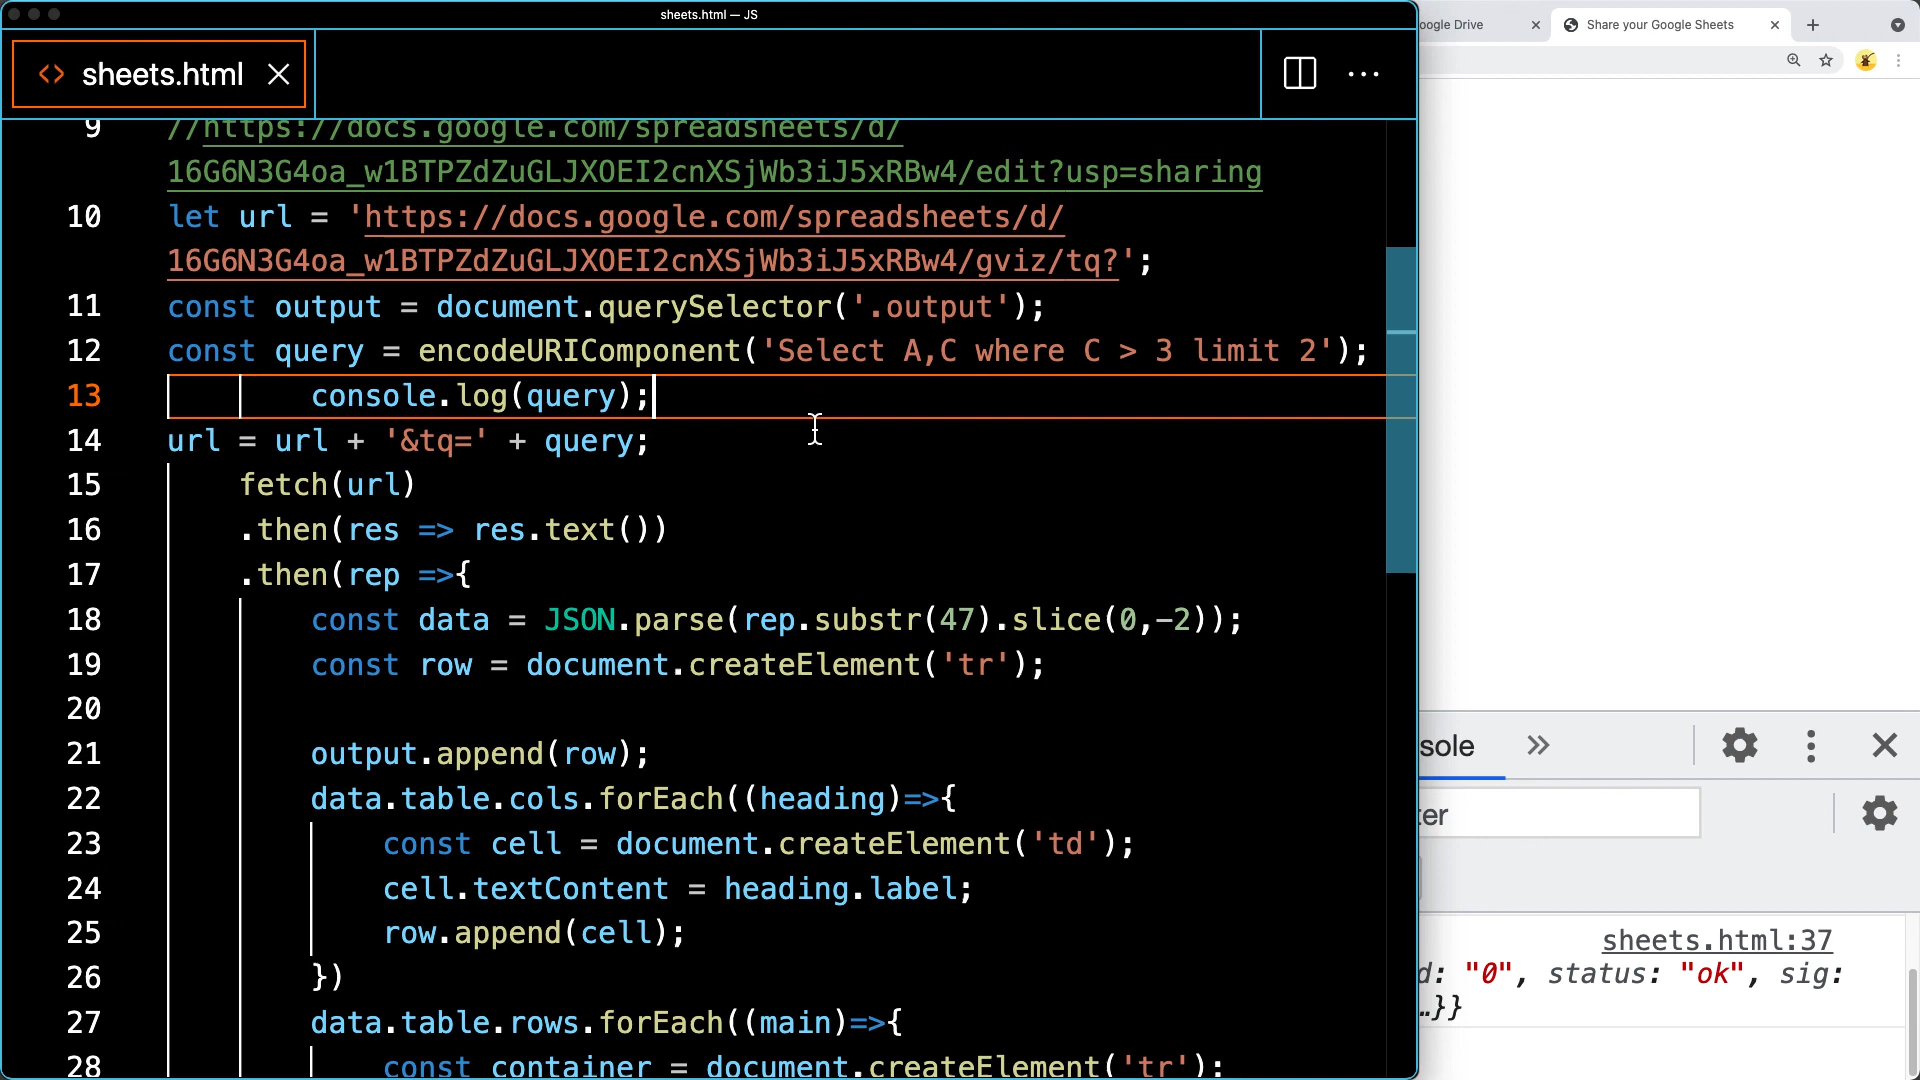 sheets.html — JS
sheets.html
9 //https://docs.google.com/spreadsheets/d/
16G6N3G4oa_w1BTPZdZuGLJXOEI2cnXSjWb3iJ5xRBw4/edit?usp=sharing
10 let url = 'https://docs.google.com/spreadsheets/d/
16G6N3G4oa_w1BTPZdZuGLJXOEI2cnXSjWb3iJ5xRBw4/gviz/tq?';
11 const output = document.querySelector('.output');
12 const query = encodeURIComponent('Select A,C where C > 3 limit 2');
13 console.log(query);
14 url = url + '&tq=' + query;
15 fetch(url)
16 .then(res => res.text())
17 .then(rep =>{
18 const data = JSON.parse(rep.substr(47).slice(0,-2));
19 const row = document.createElement('tr');
20
21 output.append(row);
22 data.table.cols.forEach((heading)=>{
23 const cell = document.createElement('td');
24 cell.textContent = heading.label;
25 row.append(cell);
26 })
27 data.table.rows.forEach((main)=>{
28 const container = document.createElement('tr');
oogle Drive
Share your Google Sheets
sole
ter
sheets.html:37
d: "0", status: "ok", sig:
…}}